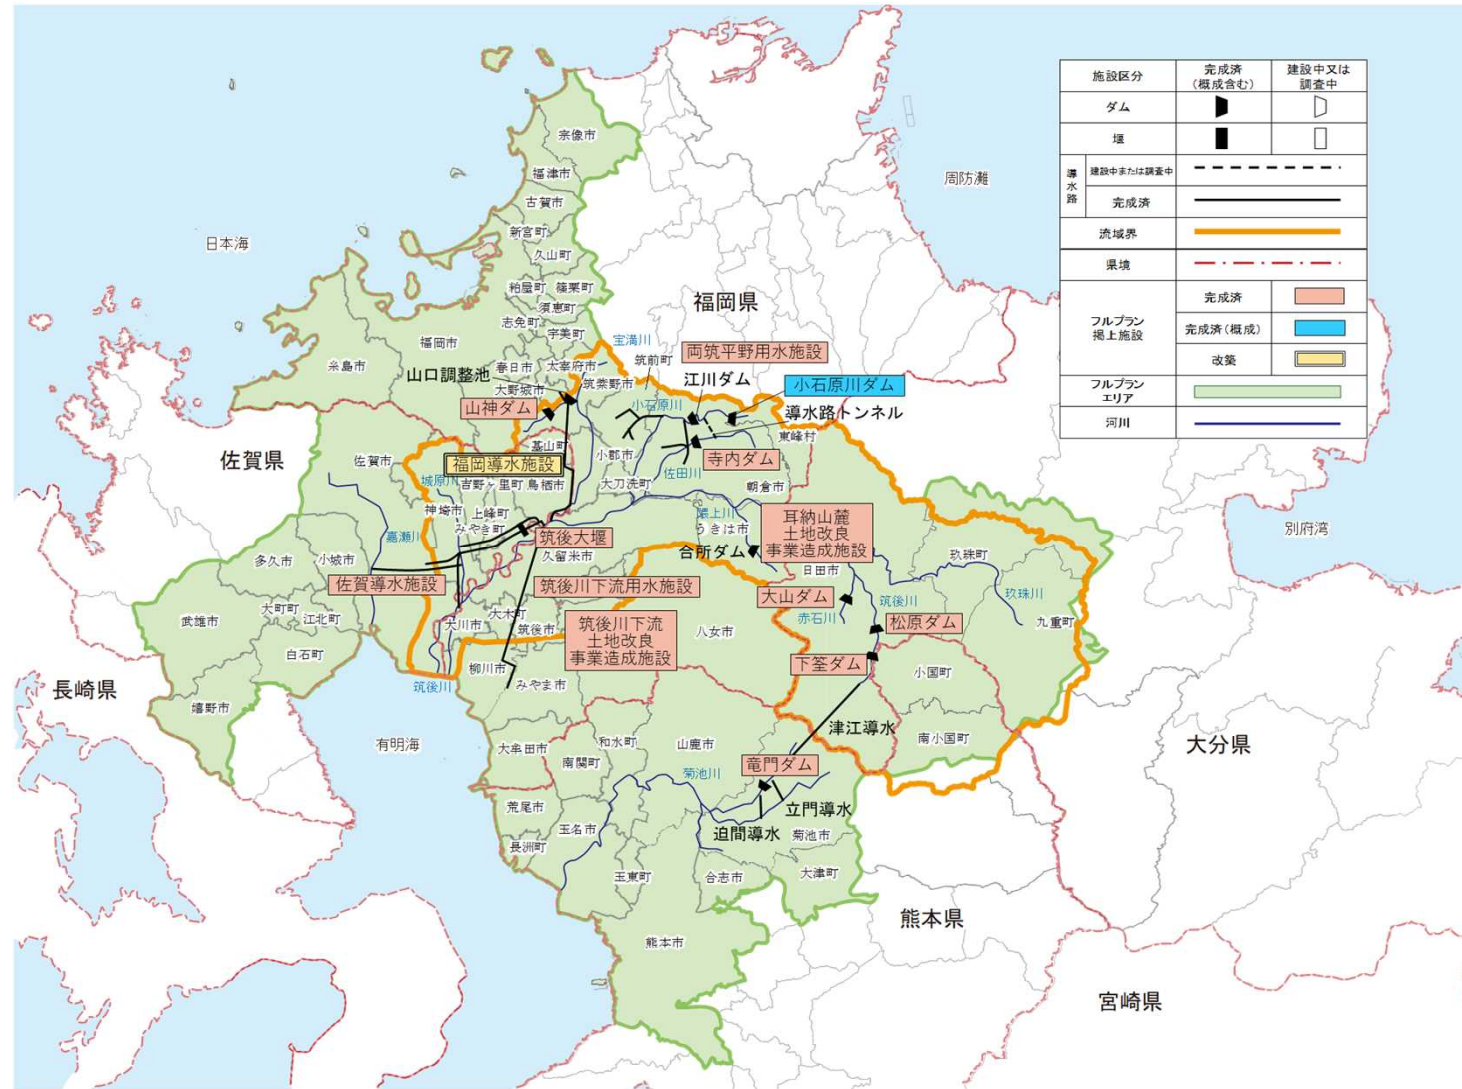 施設区分
完成済
(概成含む)
建設中又は
調査中
ダム
堰
導水路
建設中または調査中
完成済
流域界
県境
フルプラン
掲上施設
完成済
完成済(概成)
改築
フルプラン
エリア
河川
日本海
周防灘
別府湾
有明海
福岡県
佐賀県
長崎県
大分県
熊本県
宮崎県
宗像市
福津市
古賀市
新宮町
久山町
粕屋町
篠栗町
須恵町
志免町
宇美町
福岡市
糸島市
春日市
太宰府市
大野城市
筑紫野市
筑前町
宝満川
両筑平野用水施設
山口調整池
江川ダム
小石原川ダム
山神ダム
小石原川
導水路トンネル
東峰村
基山町
小郡市
寺内ダム
佐賀市
福岡導水施設
城原川
吉野ヶ里町
鳥栖市
大刀洗町
佐田川
朝倉市
神埼市
上峰町
みやき町
隈上川
うきは市
耳納山麓
土地改良
事業造成施設
嘉瀬川
筑後大堰
久留米市
合所ダム
日田市
玖珠町
多久市
小城市
佐賀導水施設
筑後川下流用水施設
大山ダム
筑後川
玖珠川
大町町
江北町
武雄市
大木町
大川市
筑後市
筑後川下流
土地改良
事業造成施設
八女市
赤石川
松原ダム
九重町
白石町
柳川市
みやま市
下筌ダム
小国町
筑後川
嬉野市
津江導水
南小国町
大牟田市
和水町
山鹿市
南関町
菊池川
竜門ダム
荒尾市
玉名市
立門導水
迫間導水
菊池市
長洲町
玉東町
合志市
大津町
熊本市